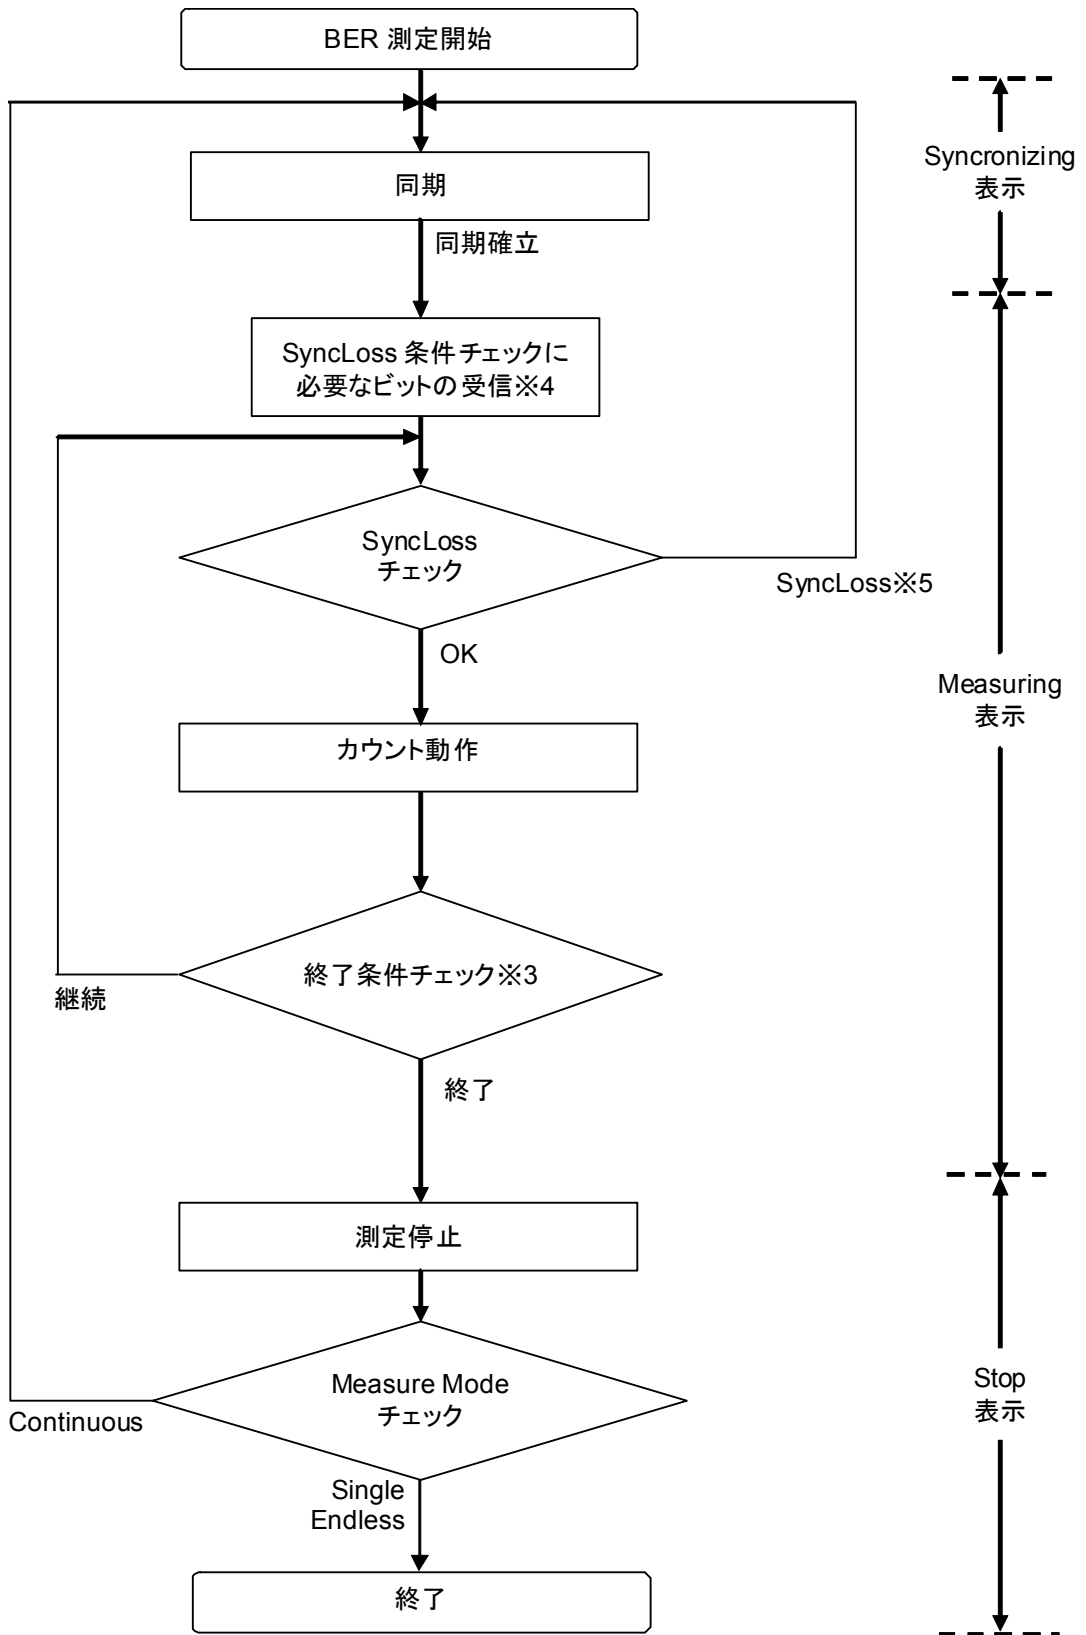 BER 測定開始
Syncronizing
表示
同期
同期確立
SyncLoss 条件チェックに
必要なビットの受信※4
SyncLoss
チェック
SyncLoss※5
OK
Measuring
表示
カウント動作
終了条件チェック※3
継続
終了
測定停止
Measure Mode
チェック
Continuous
Stop
表示
Single
Endless
終了